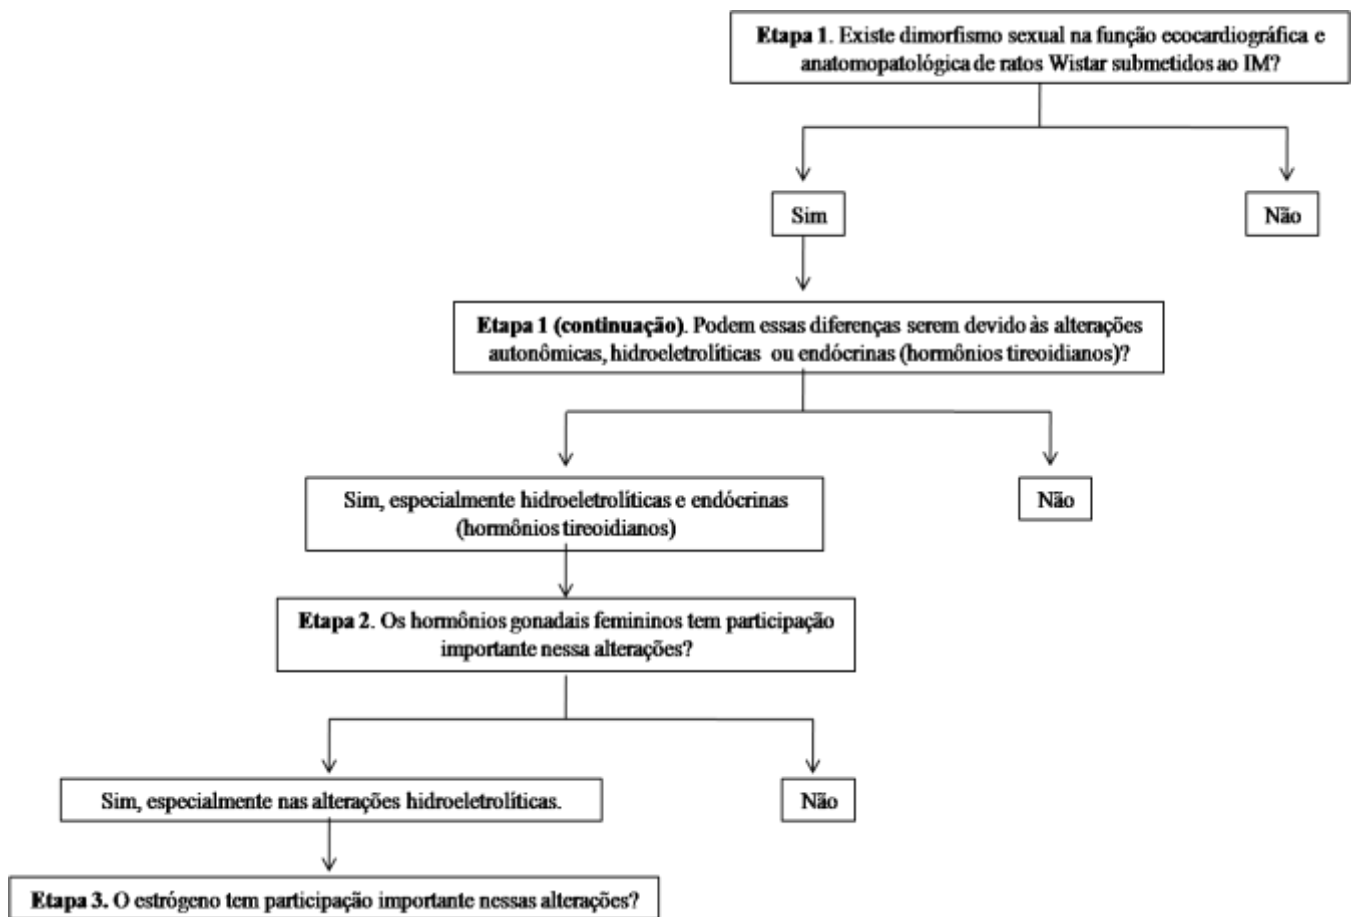 Etapa 1. Existe dimorfismo sexual na função ecocardiográfica e
anatomopatológica de ratos Wistar submetidos ao IM?
Sim
Não
Etapa 1 (continuação). Podem essas diferenças serem devido às alterações
autonômicas, hidroeletrolíticas ou endócrinas (hormônios tireoidianos)?
Sim, especialmente hidroeletrolíticas e endócrinas
(hormônios tireoidianos)
Não
Etapa 2. Os hormônios gonadais femininos tem participação
importante nessa alterações?
Sim, especialmente nas alterações hidroeletrolíticas.
Não
Etapa 3. O estrógeno tem participação importante nessas alterações?